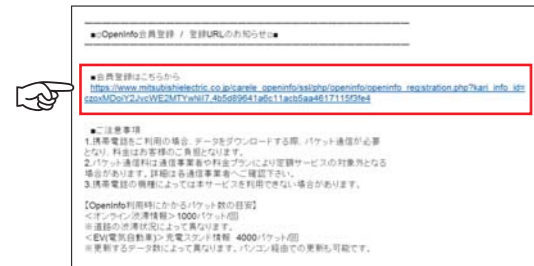 ■□OpenInfo会員登録 / 登録URLのお知らせ□■
■会員登録はこちらから
https://www.mitsubishielectric.co.jp/carele_openinfo/ssl/php/openinfo/openinfo_registration.php?kari_info_id=
■ご注意事項
1.携帯電話をご利用の場合、データをダウンロードする際、パケット通信が必要
となり、料金はお客様のご負担となります。
2.パケット通信料は通信事業者や料金プランにより定額サービスの対象外となる
場合があります。詳細は各通信事業者へご確認下さい。
3.携帯電話の機種によっては本サービスを利用できない場合があります。
【OpenInfo利用時にかかるパケット数の目安】
<オンライン渋滞情報> 1000パケット/回
※道路の渋滞状況によって異なります。
<EV(電気自動車)> 充電スタンド情報 4000パケット/回
※更新するデータ数によって異なります。パソコン経由での更新も可能です。